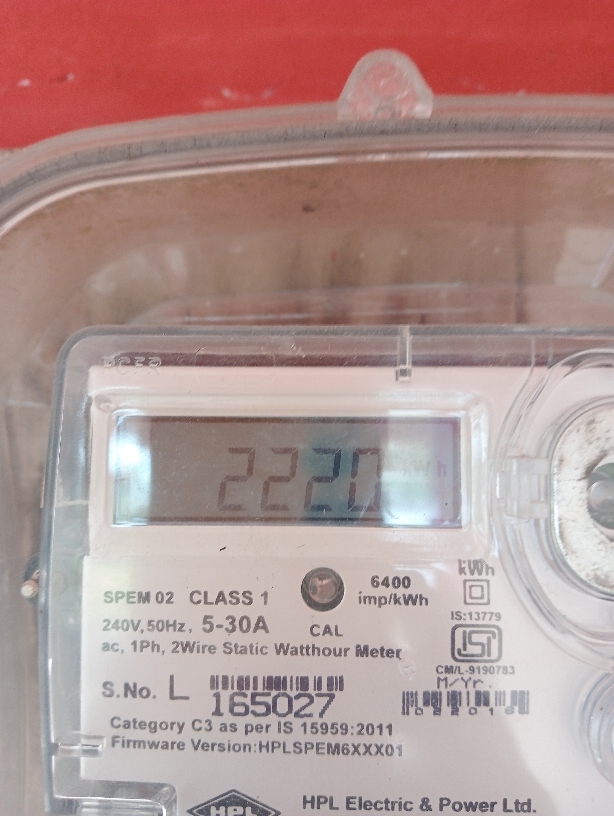 2220 kWh
SPEM 02 CLASS 1
6400 imp/kWh
kWh
240V,50Hz, 5-30A
CAL
IS:13779
ac, 1Ph, 2Wire Static Watthour Meter
ISI
CM/L-9190783
S.No. L 165027
M/Yr.
Category C3 as per IS 15959:2011
Firmware Version:HPLSPEM6XXX01
HPL
HPL Electric & Power Ltd.